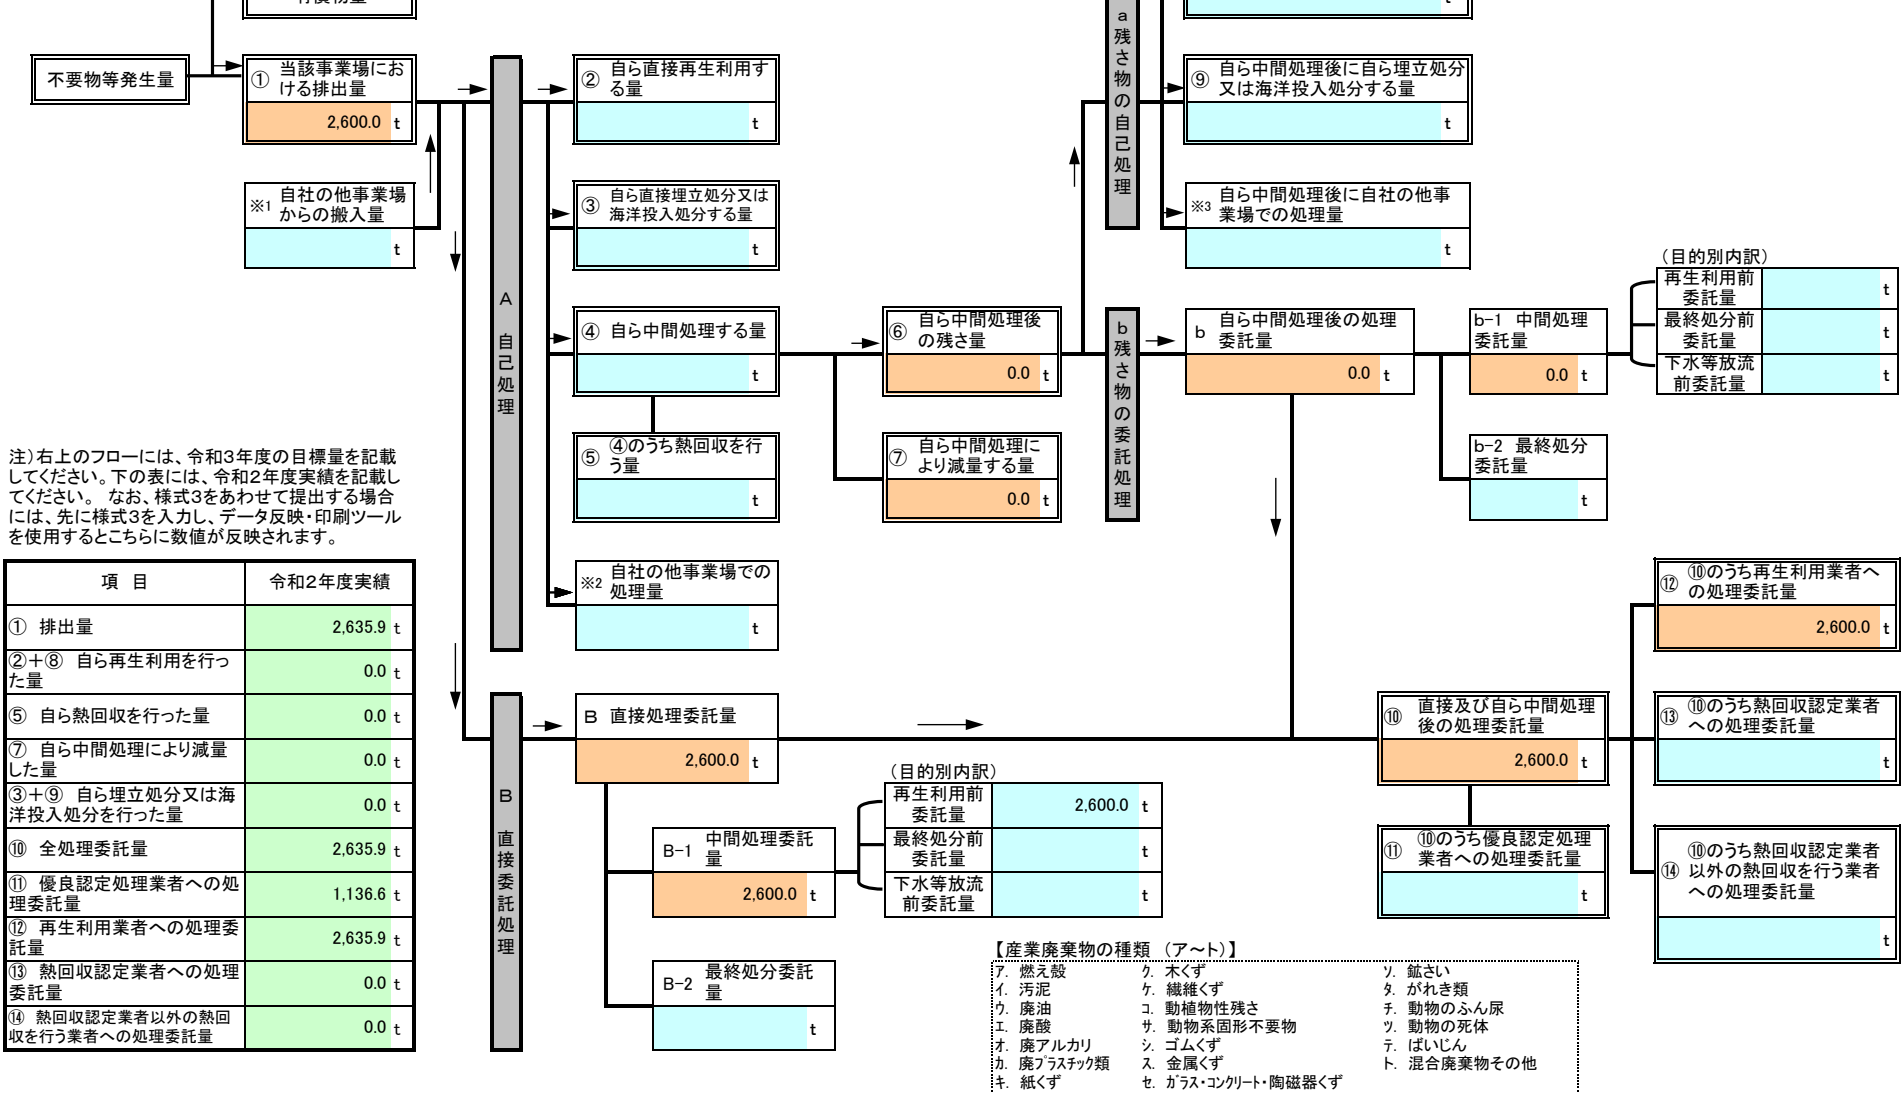 不要物等発生量
① 当該事業場にお
ける排出量
2,600.0 t
※1 自社の他事業場
からの搬入量
t
A 自己処理
② 自ら直接再生利用す
る量
t
③ 自ら直接埋立処分又は
海洋投入処分する量
t
④ 自ら中間処理する量
t
⑤ ④のうち熱回収を行
う量
t
※2 自社の他事業場での
処理量
t
⑥ 自ら中間処理後
の残さ量
0.0 t
⑦ 自ら中間処理に
より減量する量
0.0 t
a 残さ物の自己処理
t
⑨ 自ら中間処理後に自ら埋立処分
又は海洋投入処分する量
t
※3 自ら中間処理後に自社の他事
業場での処理量
t
b 残さ物の委託処理
b 自ら中間処理後の処理
委託量
0.0 t
b-1 中間処理
委託量
0.0 t
b-2 最終処分
委託量
t
(目的別内訳)
再生利用前
委託量
t
最終処分前
委託量
t
下水等放流
前委託量
t
注)右上のフローには、令和3年度の目標量を記載
してください。下の表には、令和2年度実績を記載し
てください。 なお、様式3をあわせて提出する場合
には、先に様式3を入力し、データ反映・印刷ツール
を使用するとこちらに数値が反映されます。
項 目 令和2年度実績
① 排出量 2,635.9 t
②+⑧ 自ら再生利用を行っ
た量 0.0 t
⑤ 自ら熱回収を行った量 0.0 t
⑦ 自ら中間処理により減量
した量 0.0 t
③+⑨ 自ら埋立処分又は海
洋投入処分を行った量 0.0 t
⑩ 全処理委託量 2,635.9 t
⑪ 優良認定処理業者への処
理委託量 1,136.6 t
⑫ 再生利用業者への処理委
託量 2,635.9 t
⑬ 熱回収認定業者への処理
委託量 0.0 t
⑭ 熱回収認定業者以外の熱回
収を行う業者への処理委託量 0.0 t
B 直接委託処理
B 直接処理委託量
2,600.0 t
B-1 中間処理委託
量
2,600.0 t
B-2 最終処分委託
量
t
(目的別内訳)
再生利用前
委託量
2,600.0 t
最終処分前
委託量
t
下水等放流
前委託量
t
⑩ 直接及び自ら中間処理
後の処理委託量
2,600.0 t
⑪ ⑩のうち優良認定処理
業者への処理委託量
t
⑫ ⑩のうち再生利用業者へ
の処理委託量
2,600.0 t
⑬ ⑩のうち熱回収認定業者
への処理委託量
t
⑭ ⑩のうち熱回収認定業者
以外の熱回収を行う業者
への処理委託量
t
【産業廃棄物の種類 (ア~ト)】
ア. 燃え殻 ク. 木くず ソ. 鉱さい
イ. 汚泥 ケ. 繊維くず タ. がれき類
ウ. 廃油 コ. 動植物性残さ チ. 動物のふん尿
エ. 廃酸 サ. 動物系固形不要物 ツ. 動物の死体
オ. 廃アルカリ シ. ゴムくず テ. ばいじん
カ. 廃プラスチック類 ス. 金属くず ト. 混合廃棄物その他
キ. 紙くず セ. ガラス・コンクリート・陶磁器くず